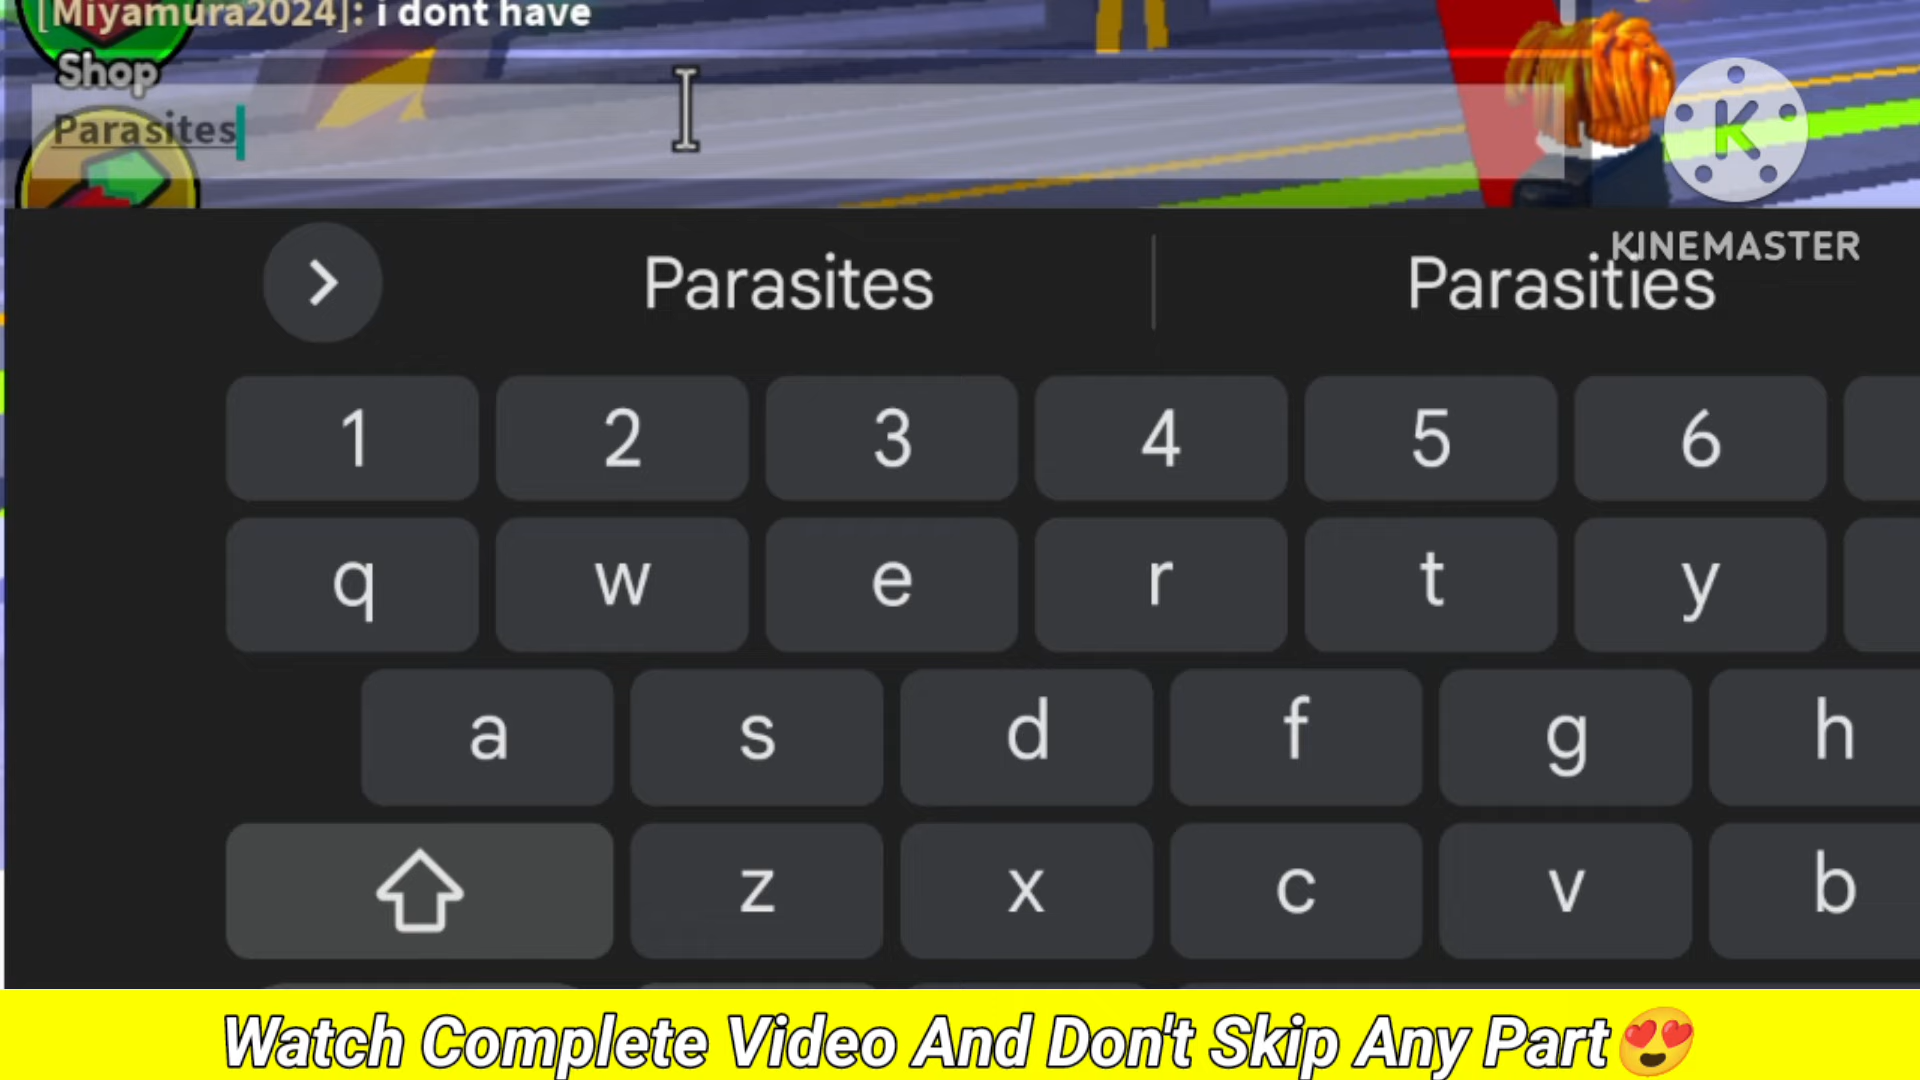 [Miyamura2024]: i dont have
Shop
Parasites
K
KINEMASTER
Parasites
Parasities
1 2 3 4 5 6
q w e r t y
a s d f g h
z x c v b
Watch Complete Video And Don't Skip Any Part😍